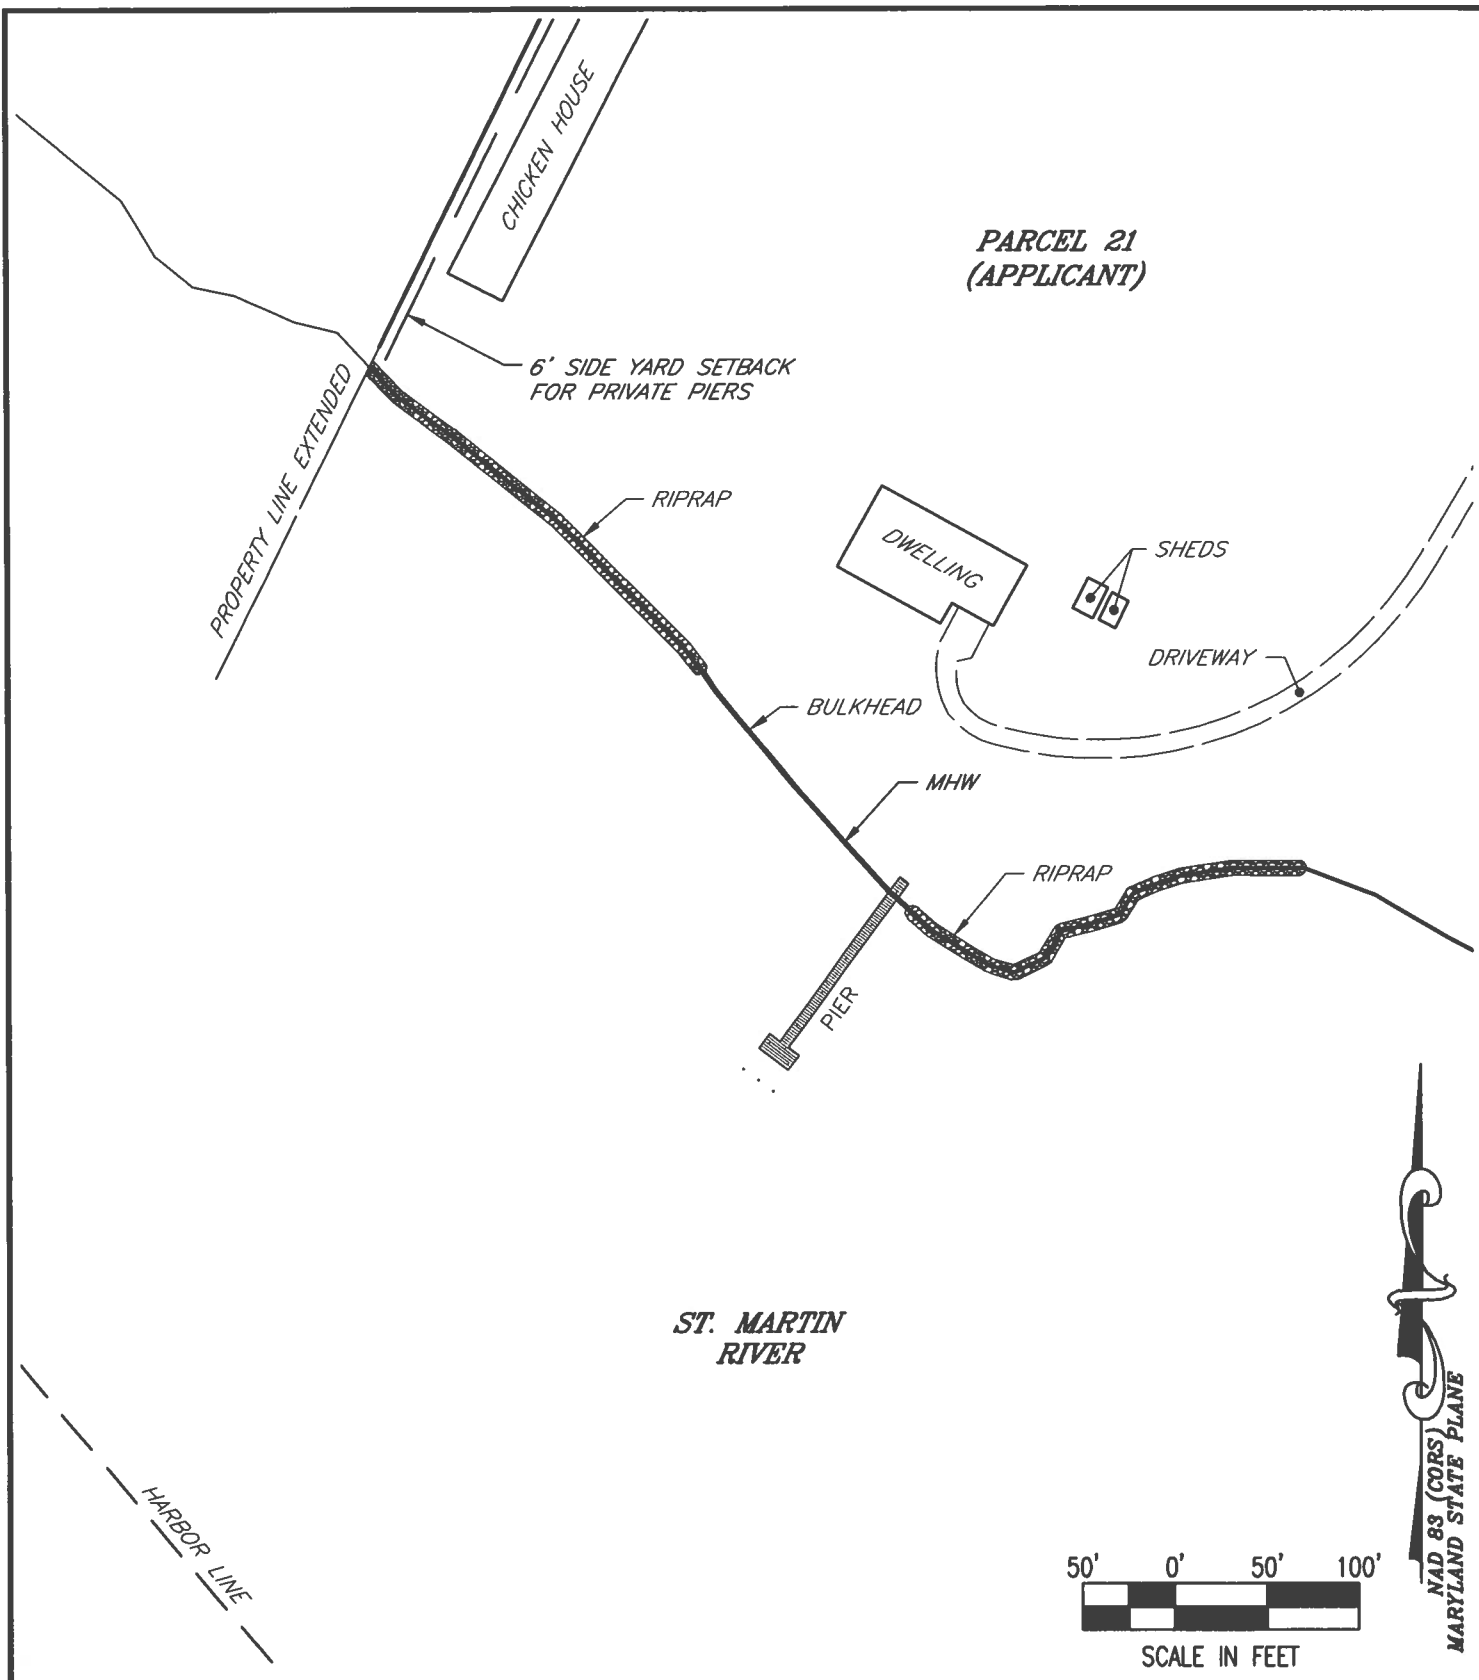 CHICKEN HOUSE
PARCEL 21
(APPLICANT)
6' SIDE YARD SETBACK
FOR PRIVATE PIERS
PROPERTY LINE EXTENDED
RIPRAP
DWELLING
SHEDS
DRIVEWAY
BULKHEAD
MHW
RIPRAP
PIER
ST. MARTIN
RIVER
HARBOR LINE
NAD 83 (CORS)
MARYLAND STATE PLANE
50' 0' 50' 100'
SCALE IN FEET